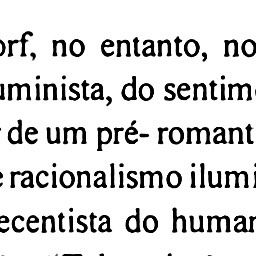 orf, no entanto, no
uminista, do sentim
de um pré- romant
racionalismo ilumi
ecentista do human